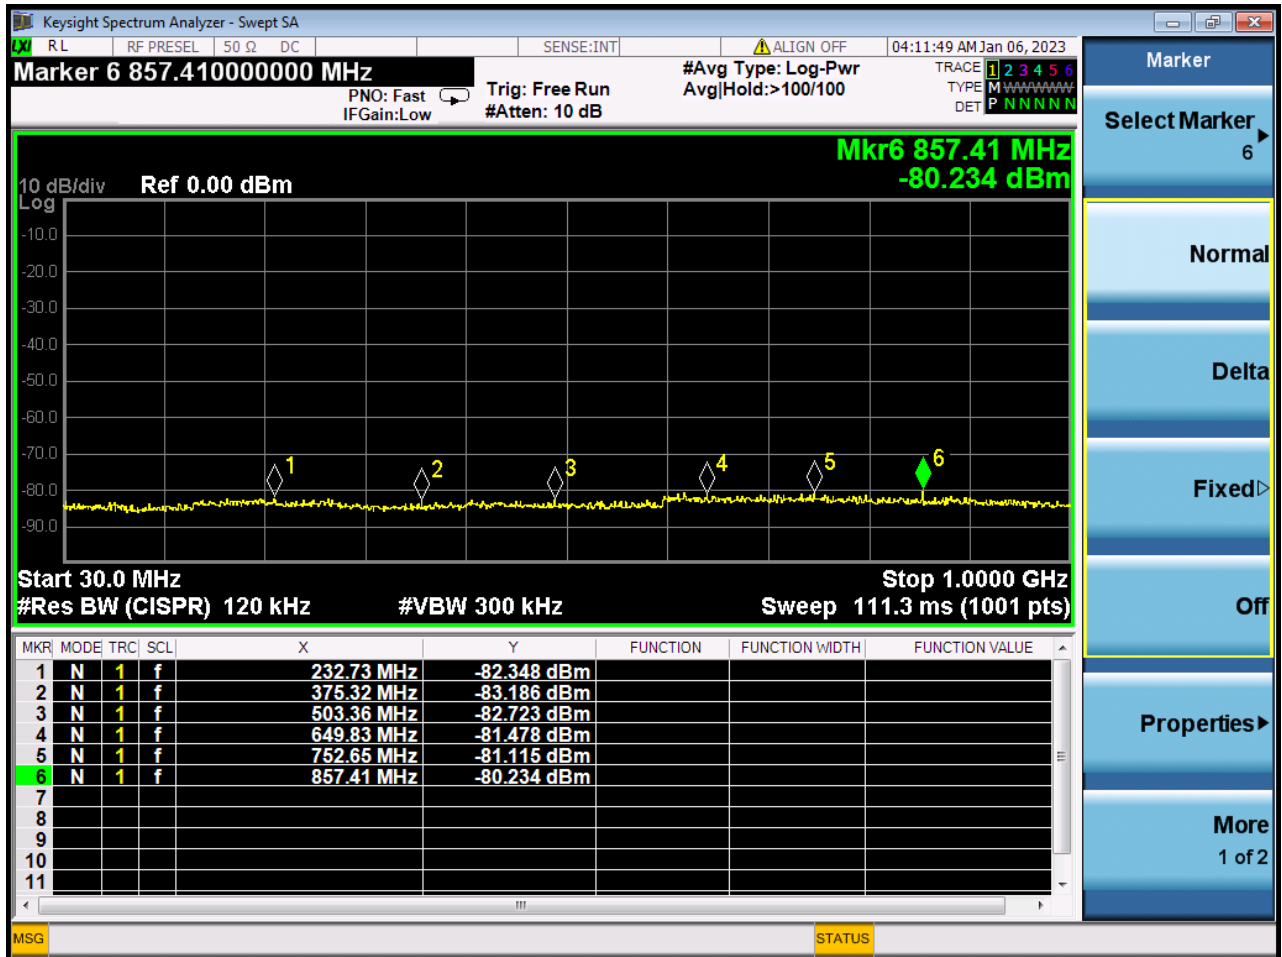 Keysight Spectrum Analyzer - Swept SA
LXI RL RF PRESEL 50 Ω DC SENSE:INT ALIGN OFF 04:11:49 AM Jan 06, 2023
Marker 6 857.410000000 MHz
PNO: Fast
IFGain:Low
Trig: Free Run
#Atten: 10 dB
#Avg Type: Log-Pwr
Avg|Hold:>100/100
TRACE 1 2 3 4 5 6
TYPE M W W W W W
DET P N N N N N
Mkr6 857.41 MHz
-80.234 dBm
10 dB/div Ref 0.00 dBm
Log
-10.0
-20.0
-30.0
-40.0
-50.0
-60.0
-70.0
-80.0
-90.0
1 2 3 4 5 6
Start 30.0 MHz Stop 1.0000 GHz
#Res BW (CISPR) 120 kHz #VBW 300 kHz Sweep 111.3 ms (1001 pts)
MKR MODE TRC SCL X Y FUNCTION FUNCTION WIDTH FUNCTION VALUE
1 N 1 f 232.73 MHz -82.348 dBm
2 N 1 f 375.32 MHz -83.186 dBm
3 N 1 f 503.36 MHz -82.723 dBm
4 N 1 f 649.83 MHz -81.478 dBm
5 N 1 f 752.65 MHz -81.115 dBm
6 N 1 f 857.41 MHz -80.234 dBm
7
8
9
10
11
MSG STATUS
Marker
Select Marker
6
Normal
Delta
Fixed
Off
Properties
More
1 of 2